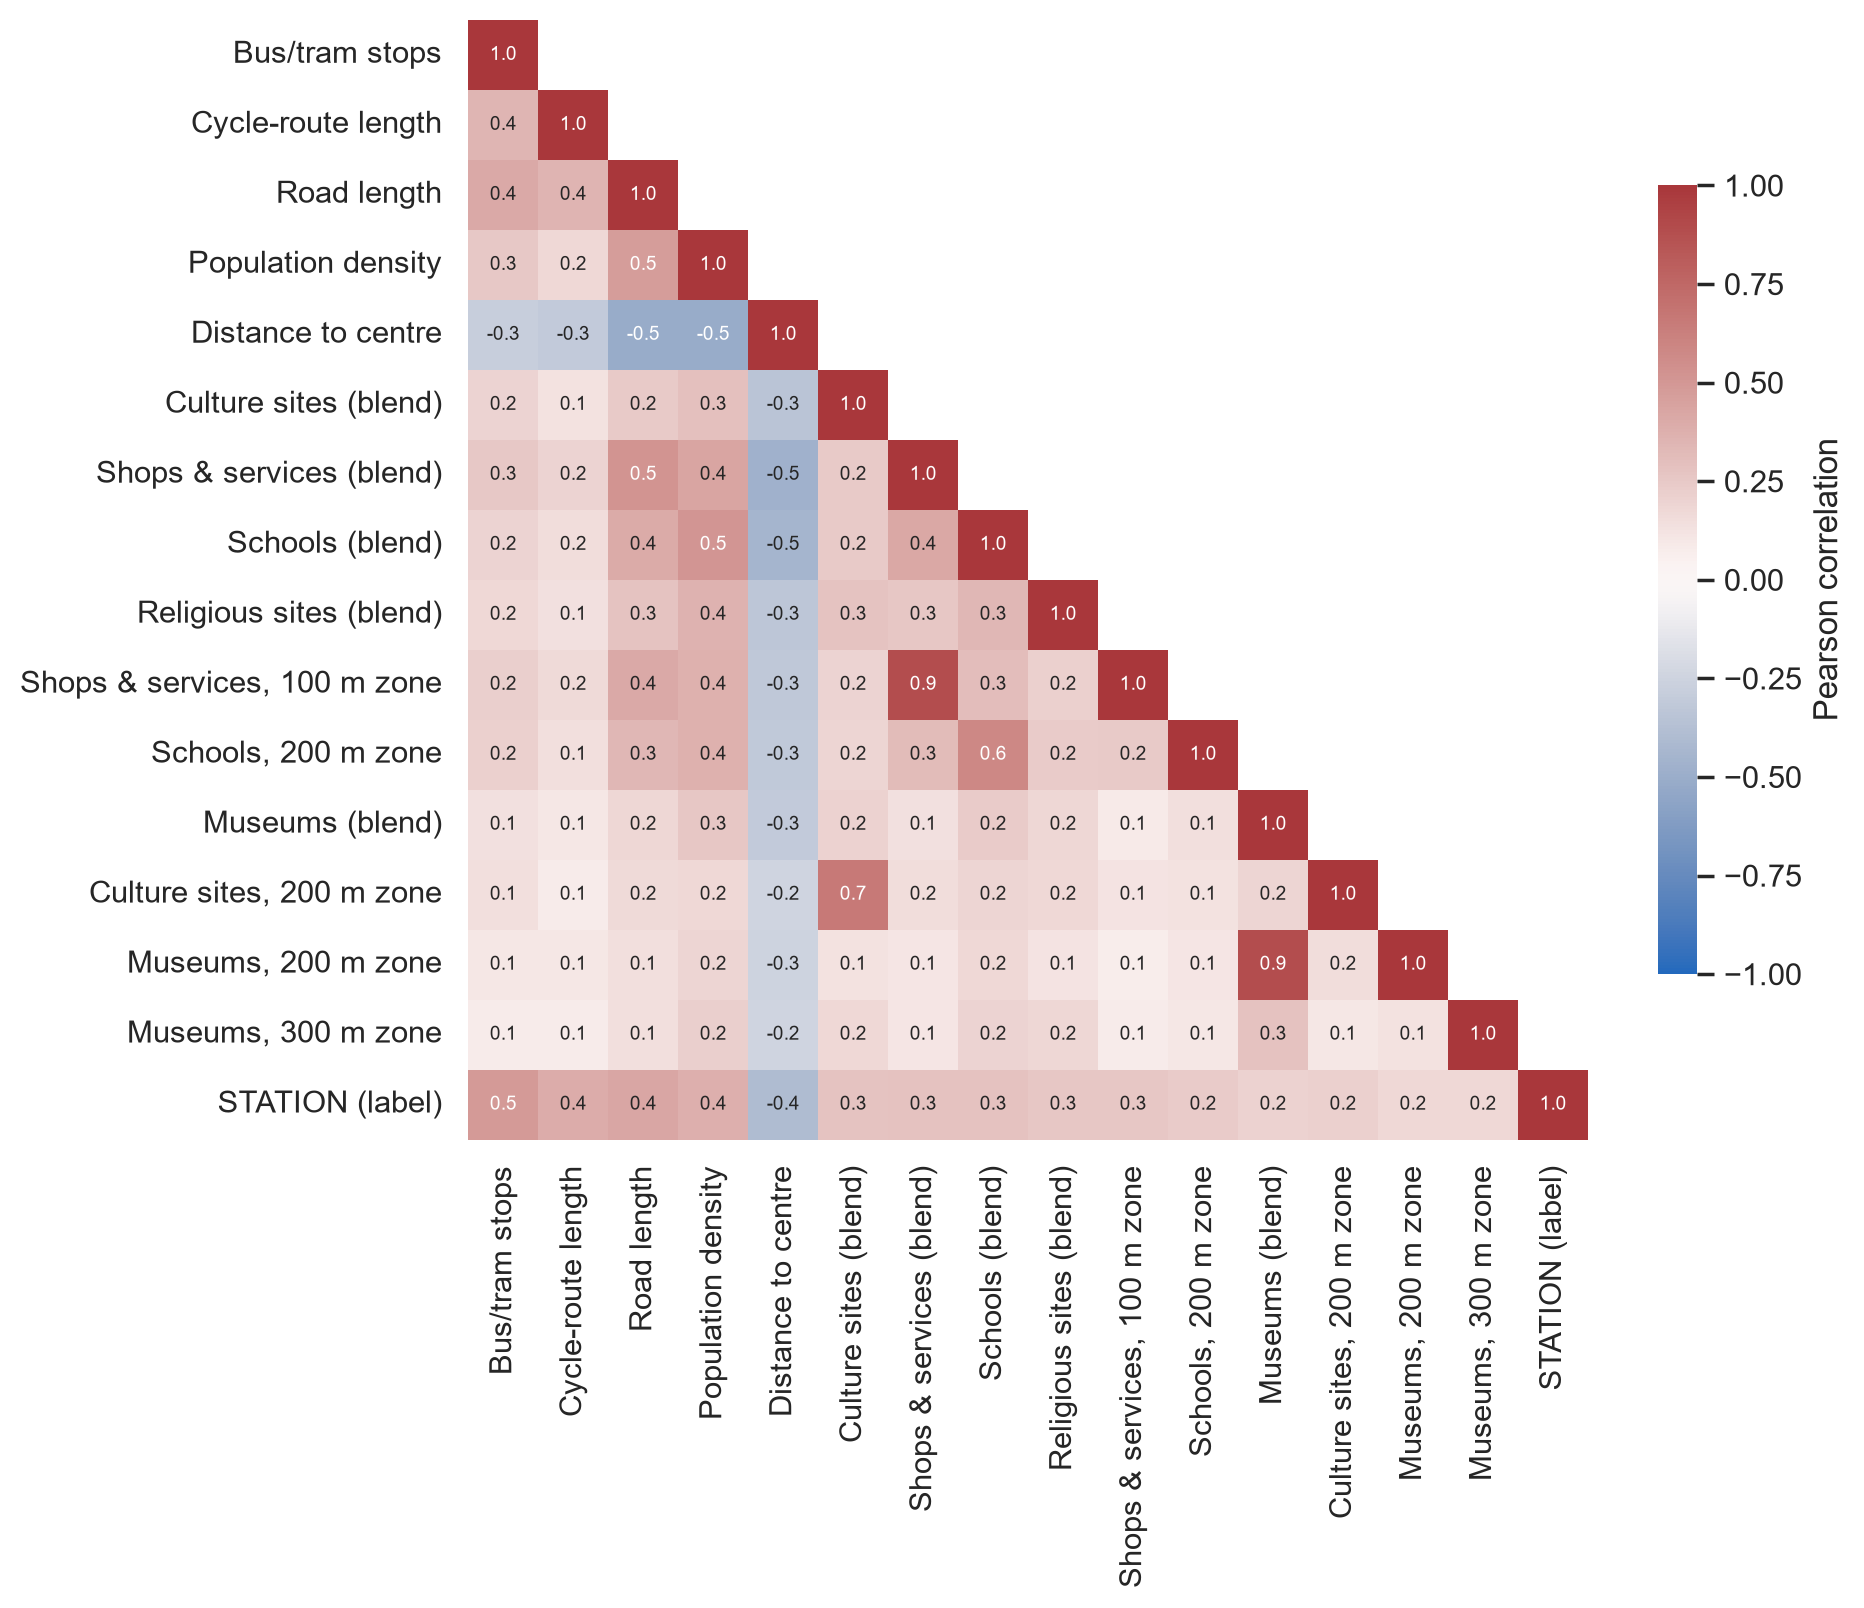 Bus/tram stops 1.0
Cycle-route length 0.4 1.0
Road length 0.4 0.4 1.0
Population density 0.3 0.2 0.5 1.0
Distance to centre -0.3 -0.3 -0.5 -0.5 1.0
Culture sites (blend) 0.2 0.1 0.2 0.3 -0.3 1.0
Shops & services (blend) 0.3 0.2 0.5 0.4 -0.5 0.2 1.0
Schools (blend) 0.2 0.2 0.4 0.5 -0.5 0.2 0.4 1.0
Religious sites (blend) 0.2 0.1 0.3 0.4 -0.3 0.3 0.3 0.3 1.0
Shops & services, 100 m zone 0.2 0.2 0.4 0.4 -0.3 0.2 0.9 0.3 0.2 1.0
Schools, 200 m zone 0.2 0.1 0.3 0.4 -0.3 0.2 0.3 0.6 0.2 0.2 1.0
Museums (blend) 0.1 0.1 0.2 0.3 -0.3 0.2 0.1 0.2 0.2 0.1 0.1 1.0
Culture sites, 200 m zone 0.1 0.1 0.2 0.2 -0.2 0.7 0.2 0.2 0.2 0.1 0.1 0.2 1.0
Museums, 200 m zone 0.1 0.1 0.1 0.2 -0.3 0.1 0.1 0.2 0.1 0.1 0.1 0.9 0.2 1.0
Museums, 300 m zone 0.1 0.1 0.1 0.2 -0.2 0.2 0.1 0.2 0.2 0.1 0.1 0.3 0.1 0.1 1.0
STATION (label) 0.5 0.4 0.4 0.4 -0.4 0.3 0.3 0.3 0.3 0.3 0.2 0.2 0.2 0.2 0.2 1.0
Bus/tram stops
Cycle-route length
Road length
Population density
Distance to centre
Culture sites (blend)
Shops & services (blend)
Schools (blend)
Religious sites (blend)
Shops & services, 100 m zone
Schools, 200 m zone
Museums (blend)
Culture sites, 200 m zone
Museums, 200 m zone
Museums, 300 m zone
STATION (label)
1.00
0.75
0.50
0.25
0.00
−0.25
−0.50
−0.75
−1.00
Pearson correlation